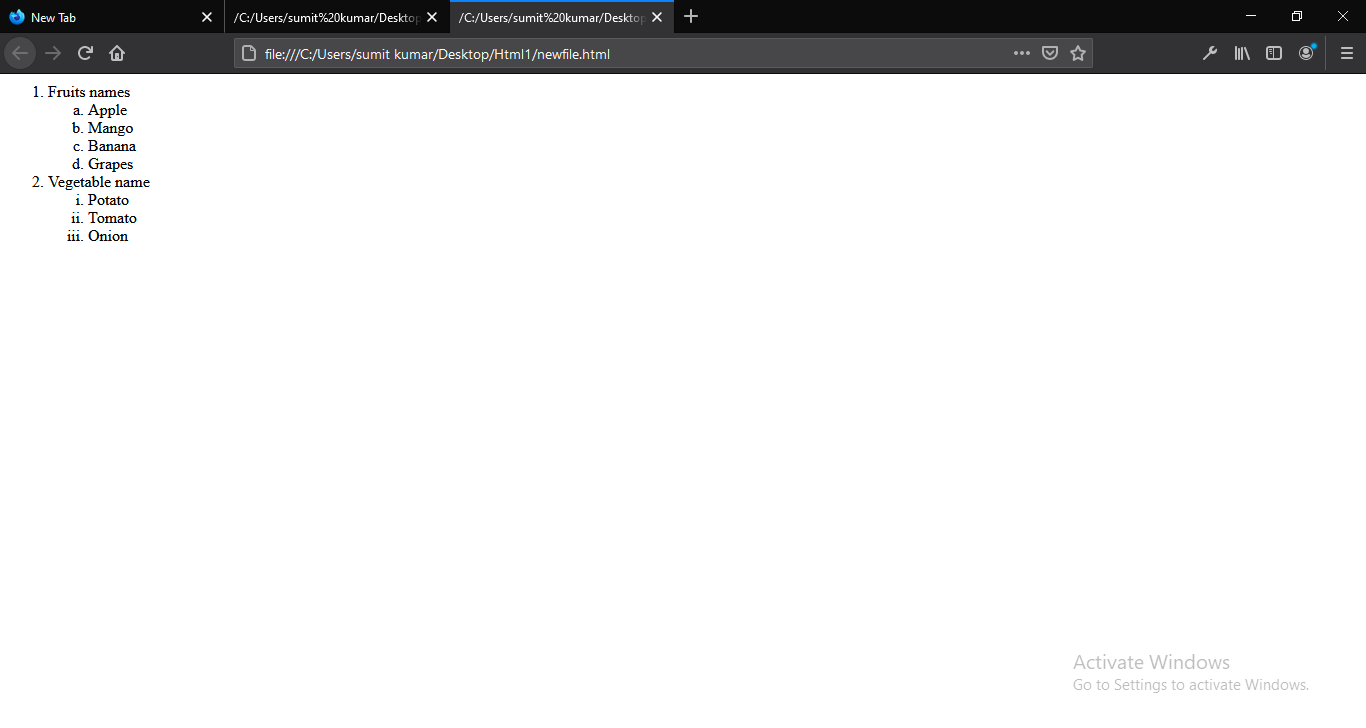 New Tab
/C:/Users/sumit%20kumar/Desktop
/C:/Users/sumit%20kumar/Desktop
file:///C:/Users/sumit kumar/Desktop/Html1/newfile.html
1. Fruits names
a. Apple
b. Mango
c. Banana
d. Grapes
2. Vegetable name
i. Potato
ii. Tomato
iii. Onion
Activate Windows
Go to Settings to activate Windows.